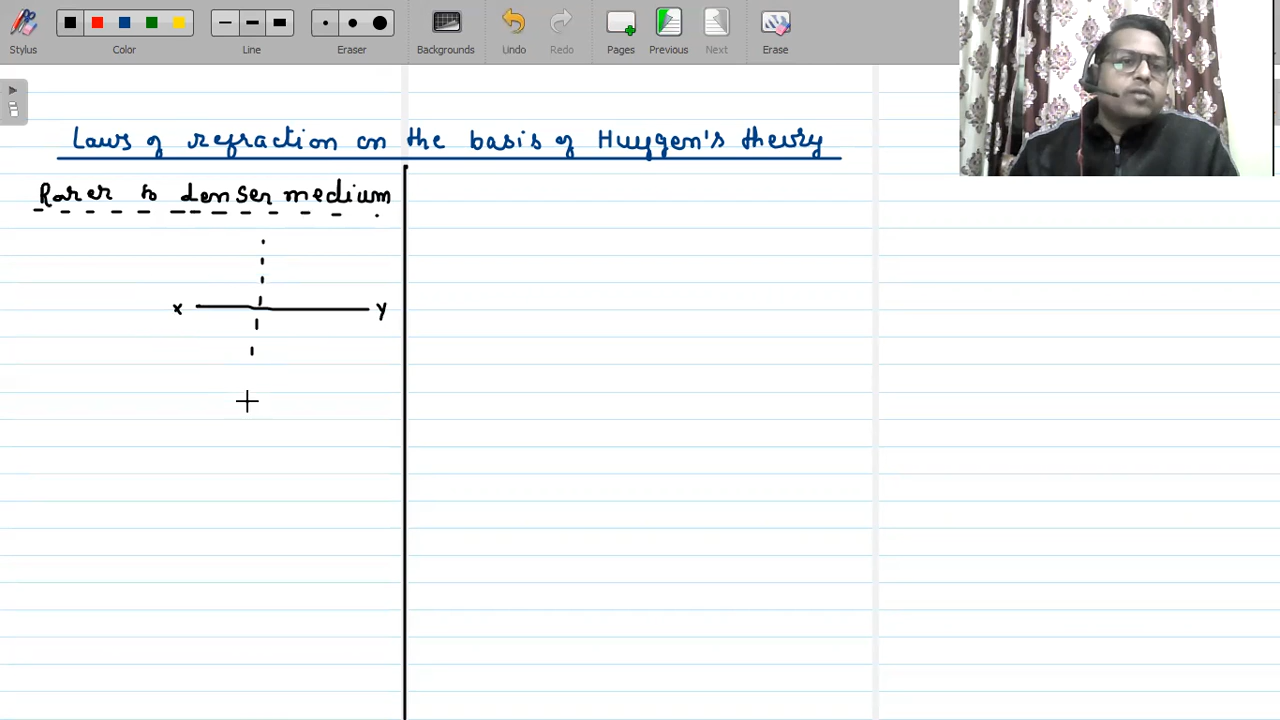 Stylus Color Line Eraser Backgrounds Undo Redo Pages Previous Next Erase
Laws of refraction on the basis of Huygen's theory
Rarer to denser medium
x y